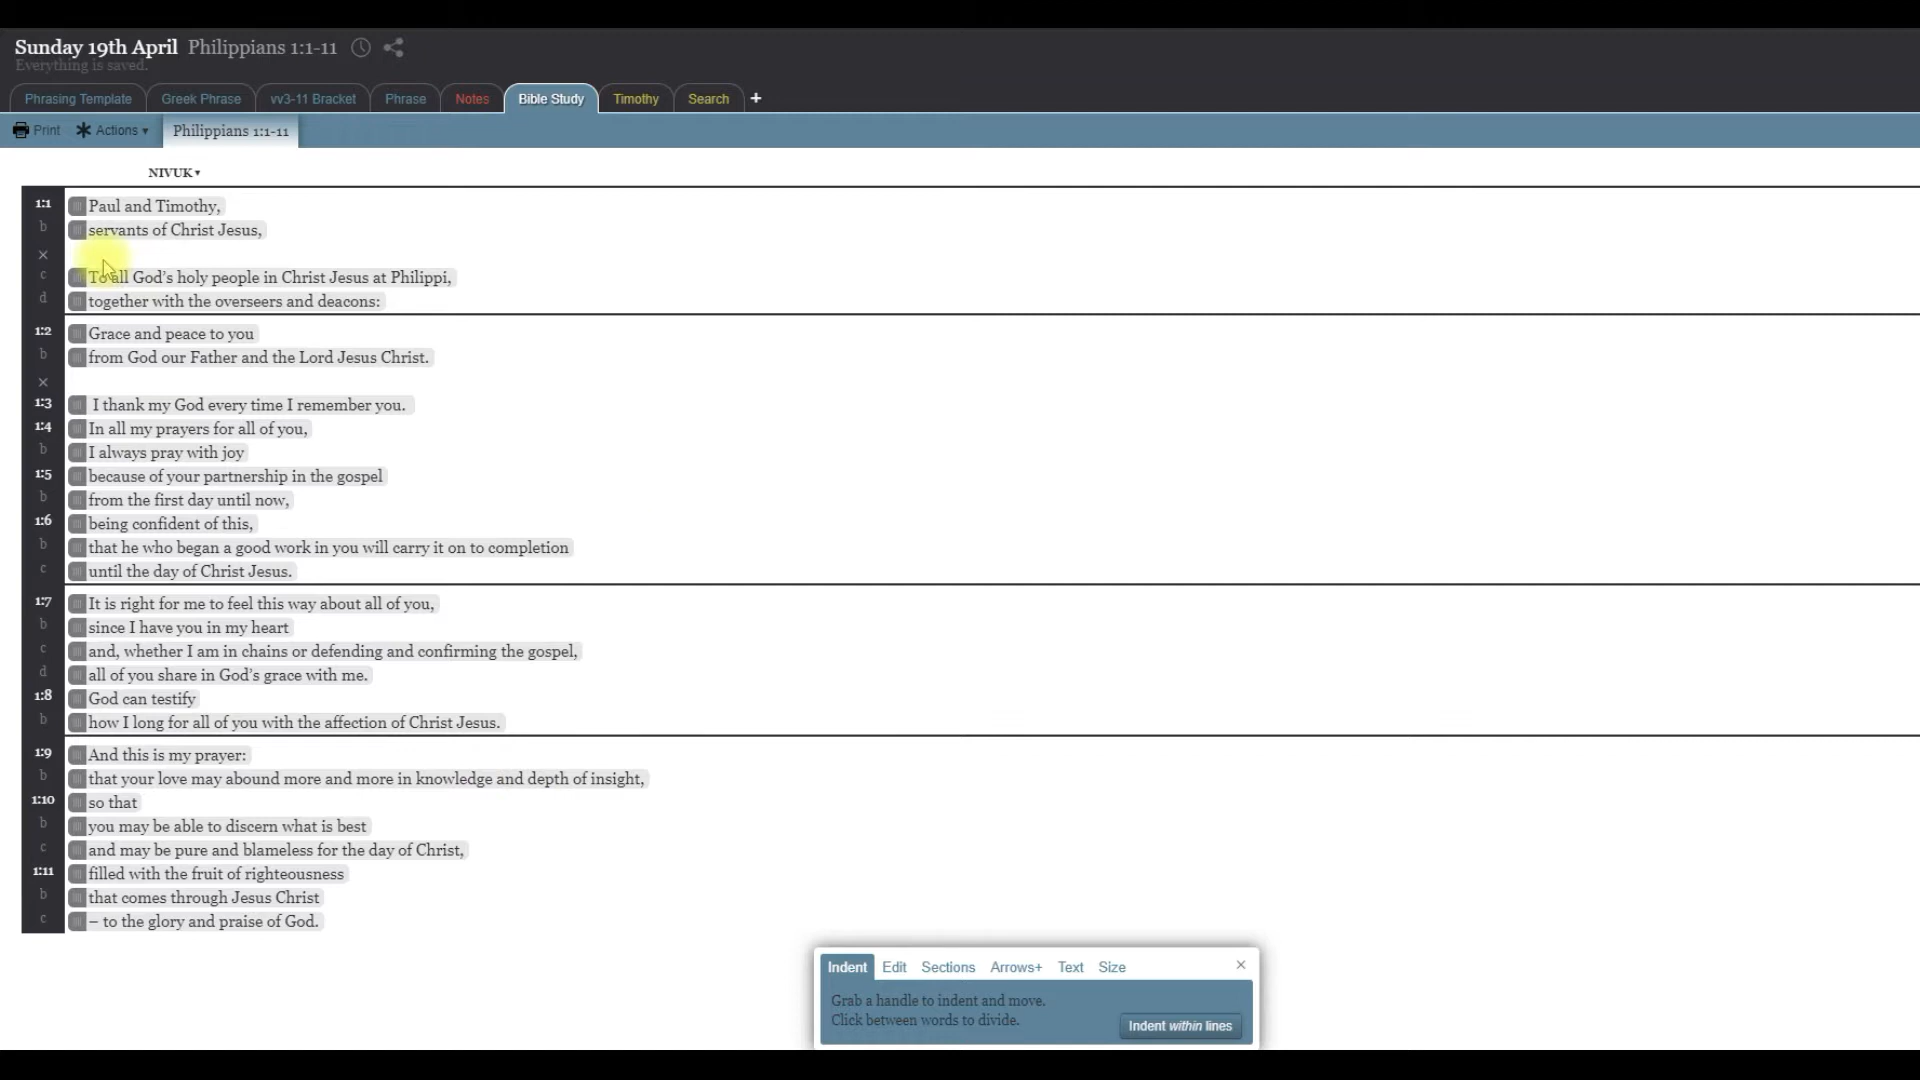 Sunday 19th April Philippians 1:1-11
Everything is saved.
Phrasing Template Greek Phrase vv3-11 Bracket Phrase Notes Bible Study Timothy Search +
Print Actions ▾ Philippians 1:1-11
NIVUK ▾
1:1 Paul and Timothy,
b servants of Christ Jesus,
×
c To all God’s holy people in Christ Jesus at Philippi,
d together with the overseers and deacons:
1:2 Grace and peace to you
b from God our Father and the Lord Jesus Christ.
×
1:3 I thank my God every time I remember you.
1:4 In all my prayers for all of you,
b I always pray with joy
1:5 because of your partnership in the gospel
b from the first day until now,
1:6 being confident of this,
b that he who began a good work in you will carry it on to completion
c until the day of Christ Jesus.
1:7 It is right for me to feel this way about all of you,
b since I have you in my heart
c and, whether I am in chains or defending and confirming the gospel,
d all of you share in God’s grace with me.
1:8 God can testify
b how I long for all of you with the affection of Christ Jesus.
1:9 And this is my prayer:
b that your love may abound more and more in knowledge and depth of insight,
1:10 so that
b you may be able to discern what is best
c and may be pure and blameless for the day of Christ,
1:11 filled with the fruit of righteousness
b that comes through Jesus Christ
c – to the glory and praise of God.
Indent Edit Sections Arrows+ Text Size ×
Grab a handle to indent and move.
Click between words to divide.
Indent within lines